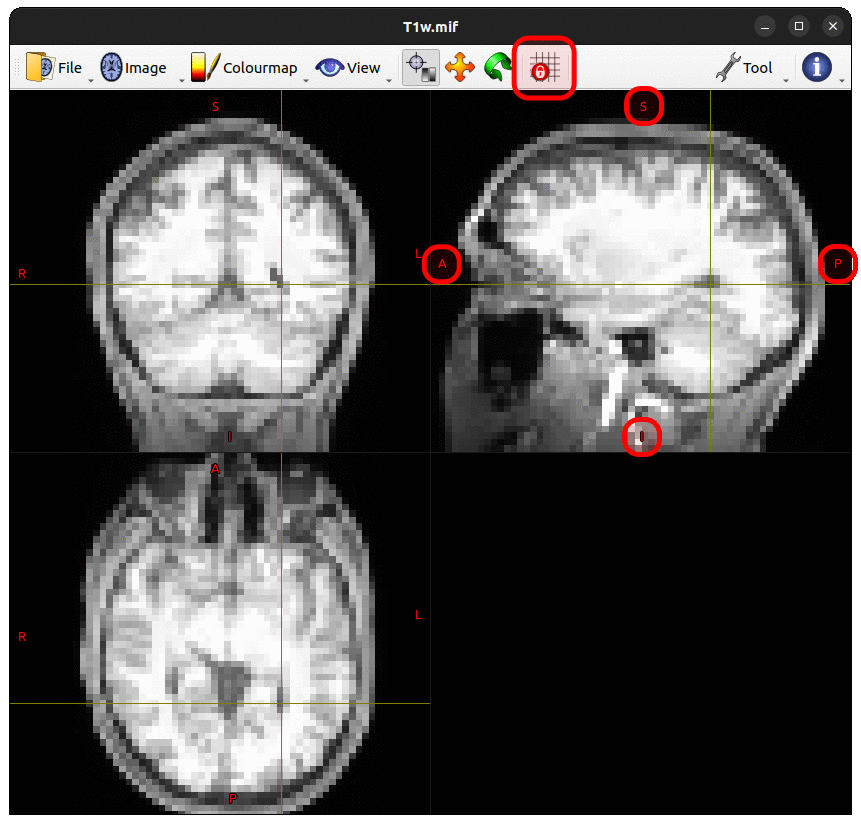 T1w.mif
File Image Colourmap View Tool
S S
R L A P
I I
A
R L
P